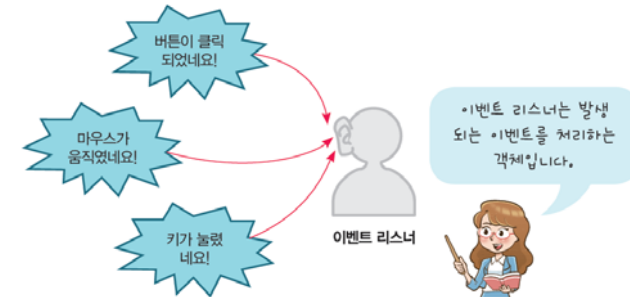 버튼이 클릭
되었네요!
마우스가
움직였네요!
키가 눌렸
네요!
이벤트 리스너
이벤트 리스너는 발생
되는 이벤트를 처리하는
객체입니다.